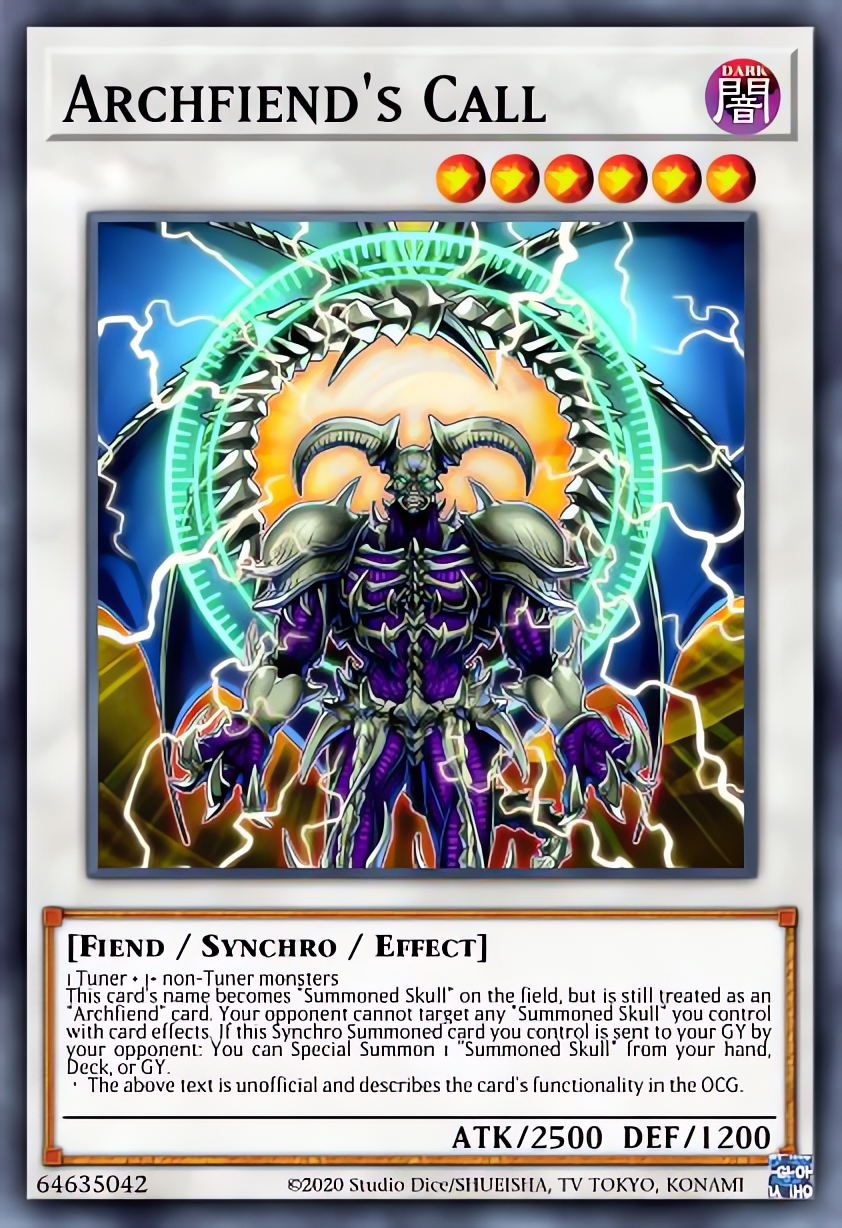 Archfiend's Call
DARK
闇
[Fiend / Synchro / Effect]
1 Tuner + 1+ non-Tuner monsters
This card's name becomes "Summoned Skull" on the field, but is still treated as an
"Archfiend" card. Your opponent cannot target any "Summoned Skull" you control
with card effects. If this Synchro Summoned card you control is sent to your GY by
your opponent: You can Special Summon 1 "Summoned Skull" from your hand,
Deck, or GY.
· The above text is unofficial and describes the card's functionality in the OCG.
ATK/2500 DEF/1200
64635042
©2020 Studio Dice/SHUEISHA, TV TOKYO, KONAMI